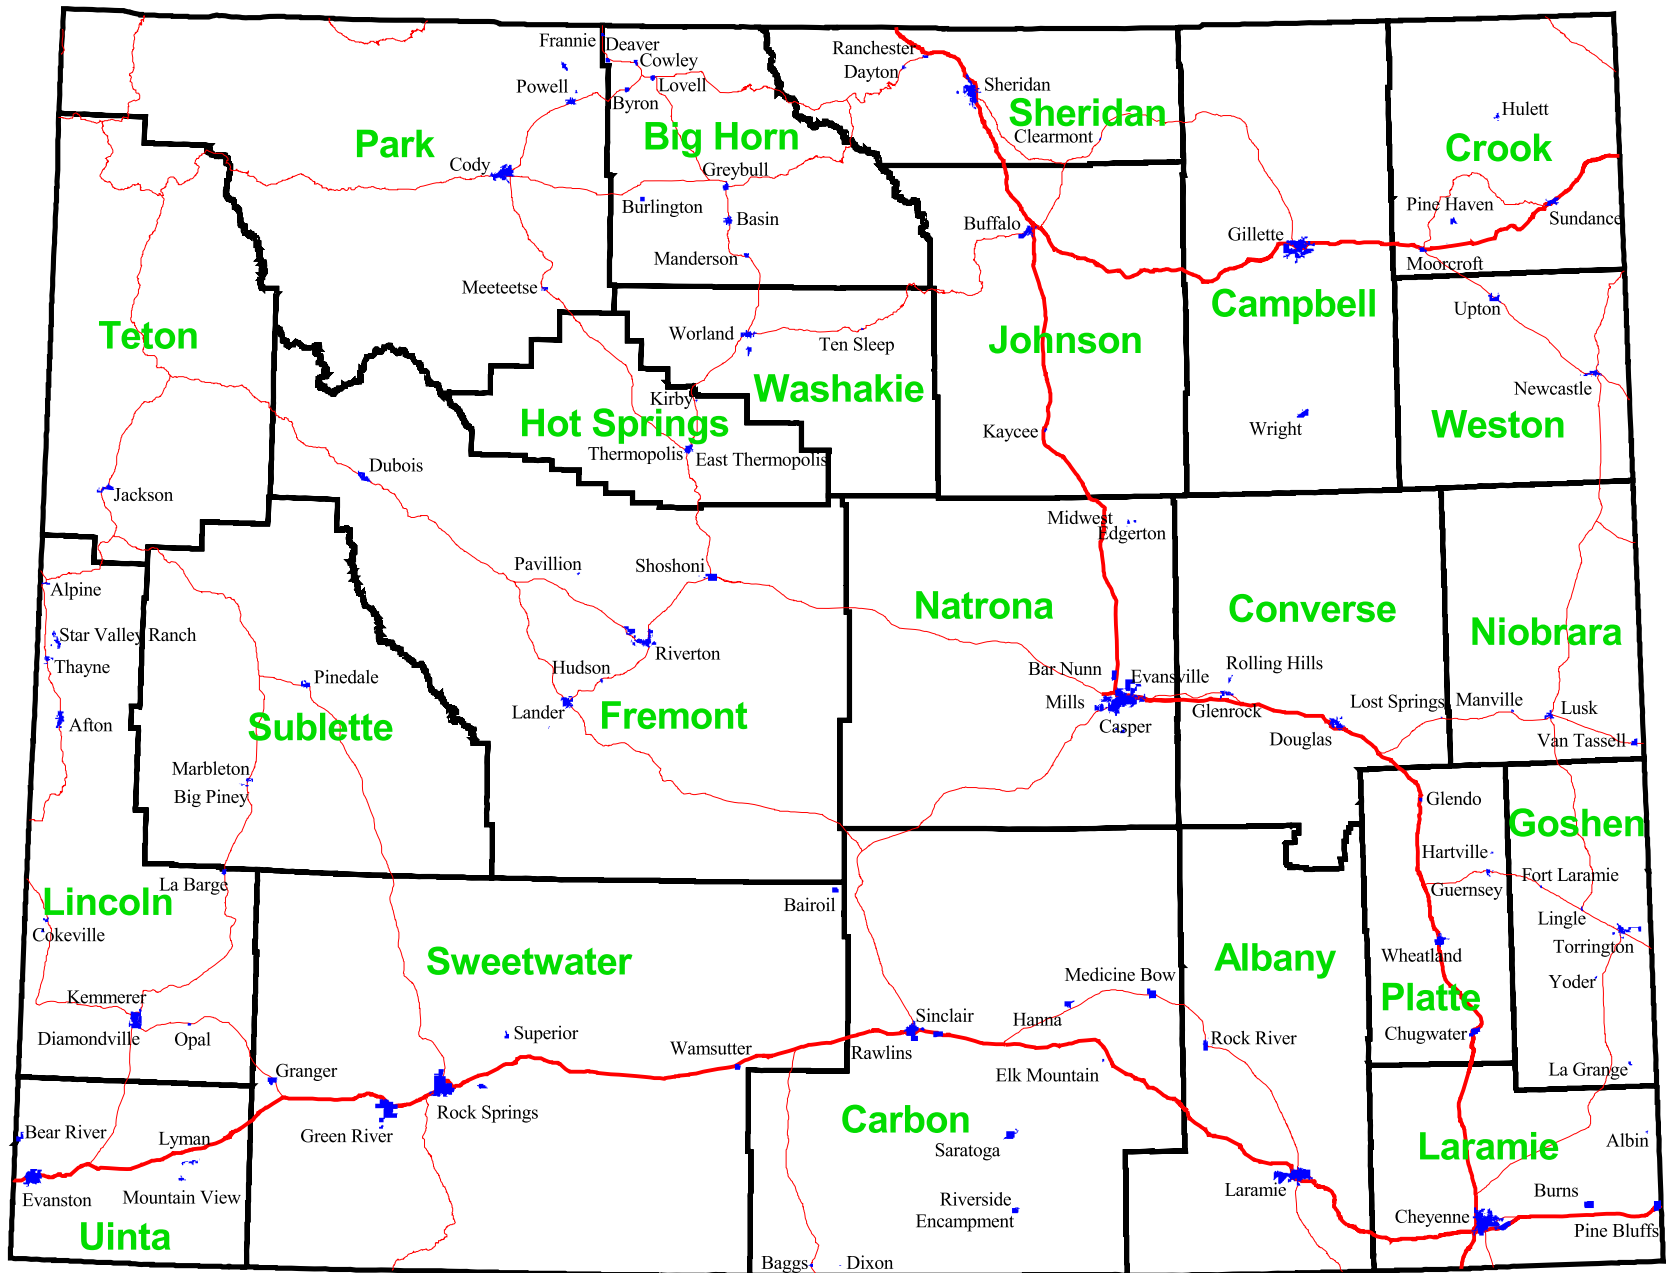 Frannie
Deaver
Cowley
Ranchester
Dayton
Powell
Byron
Lovell
Sheridan
Sheridan
Hulett
Park
Big Horn
Clearmont
Crook
Cody
Greybull
Burlington
Basin
Pine Haven
Sundance
Buffalo
Gillette
Manderson
Moorcroft
Meeteetse
Campbell
Upton
Teton
Worland
Ten Sleep
Johnson
Washakie
Newcastle
Kirby
Hot Springs
Wright
Weston
Kaycee
Thermopolis
East Thermopolis
Dubois
Jackson
Midwest
Edgerton
Pavillion
Shoshoni
Alpine
Natrona
Converse
Niobrara
Star Valley Ranch
Thayne
Riverton
Hudson
Pinedale
Bar Nunn
Evansville
Rolling Hills
Mills
Glenrock
Lost Springs
Manville
Lusk
Lander
Fremont
Afton
Sublette
Casper
Douglas
Van Tassell
Marbleton
Big Piney
Glendo
Goshen
Hartville
Guernsey
Fort Laramie
La Barge
Lincoln
Bairoil
Cokeville
Lingle
Torrington
Sweetwater
Albany
Wheatland
Medicine Bow
Yoder
Kemmerer
Platte
Diamondville
Opal
Superior
Sinclair
Hanna
Rock River
Chugwater
Wamsutter
Rawlins
Granger
Elk Mountain
La Grange
Rock Springs
Green River
Carbon
Bear River
Lyman
Saratoga
Laramie
Albin
Evanston
Mountain View
Laramie
Riverside
Encampment
Burns
Cheyenne
Pine Bluffs
Uinta
Baggs
Dixon